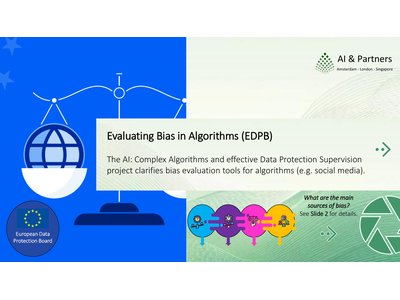 AI & Partners
Amsterdam - London - Singapore
Evaluating Bias in Algorithms (EDPB)
The AI: Complex Algorithms and effective Data Protection Supervision
project clarifies bias evaluation tools for algorithms (e.g. social media).
European Data
Protection Board
What are the main
sources of bias?
See Slide 2 for details.